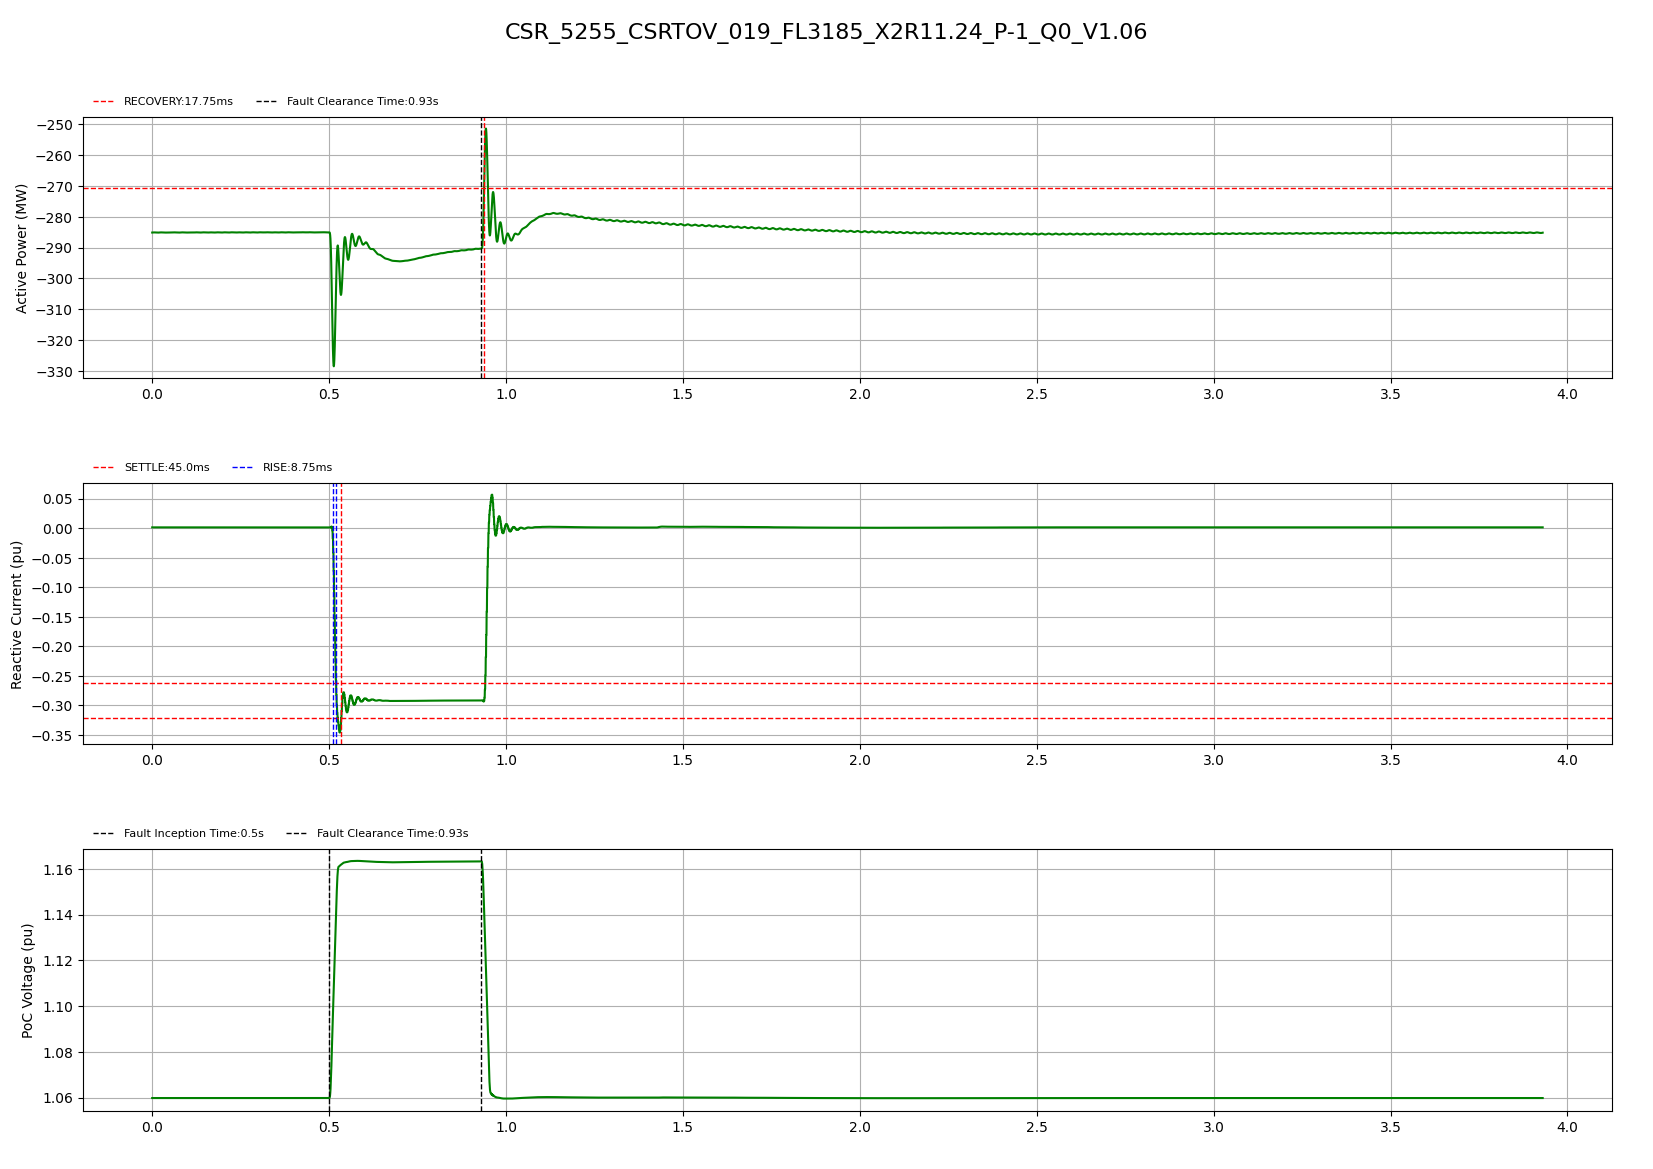 CSR_5255_CSRTOV_019_FL3185_X2R11.24_P-1_Q0_V1.06
RECOVERY:17.75ms Fault Clearance Time:0.93s
Active Power (MW)
−250
−260
−270
−280
−290
−300
−310
−320
−330
0.0 0.5 1.0 1.5 2.0 2.5 3.0 3.5 4.0
SETTLE:45.0ms RISE:8.75ms
Reactive Current (pu)
0.05
0.00
−0.05
−0.10
−0.15
−0.20
−0.25
−0.30
−0.35
0.0 0.5 1.0 1.5 2.0 2.5 3.0 3.5 4.0
Fault Inception Time:0.5s Fault Clearance Time:0.93s
PoC Voltage (pu)
1.16
1.14
1.12
1.10
1.08
1.06
0.0 0.5 1.0 1.5 2.0 2.5 3.0 3.5 4.0